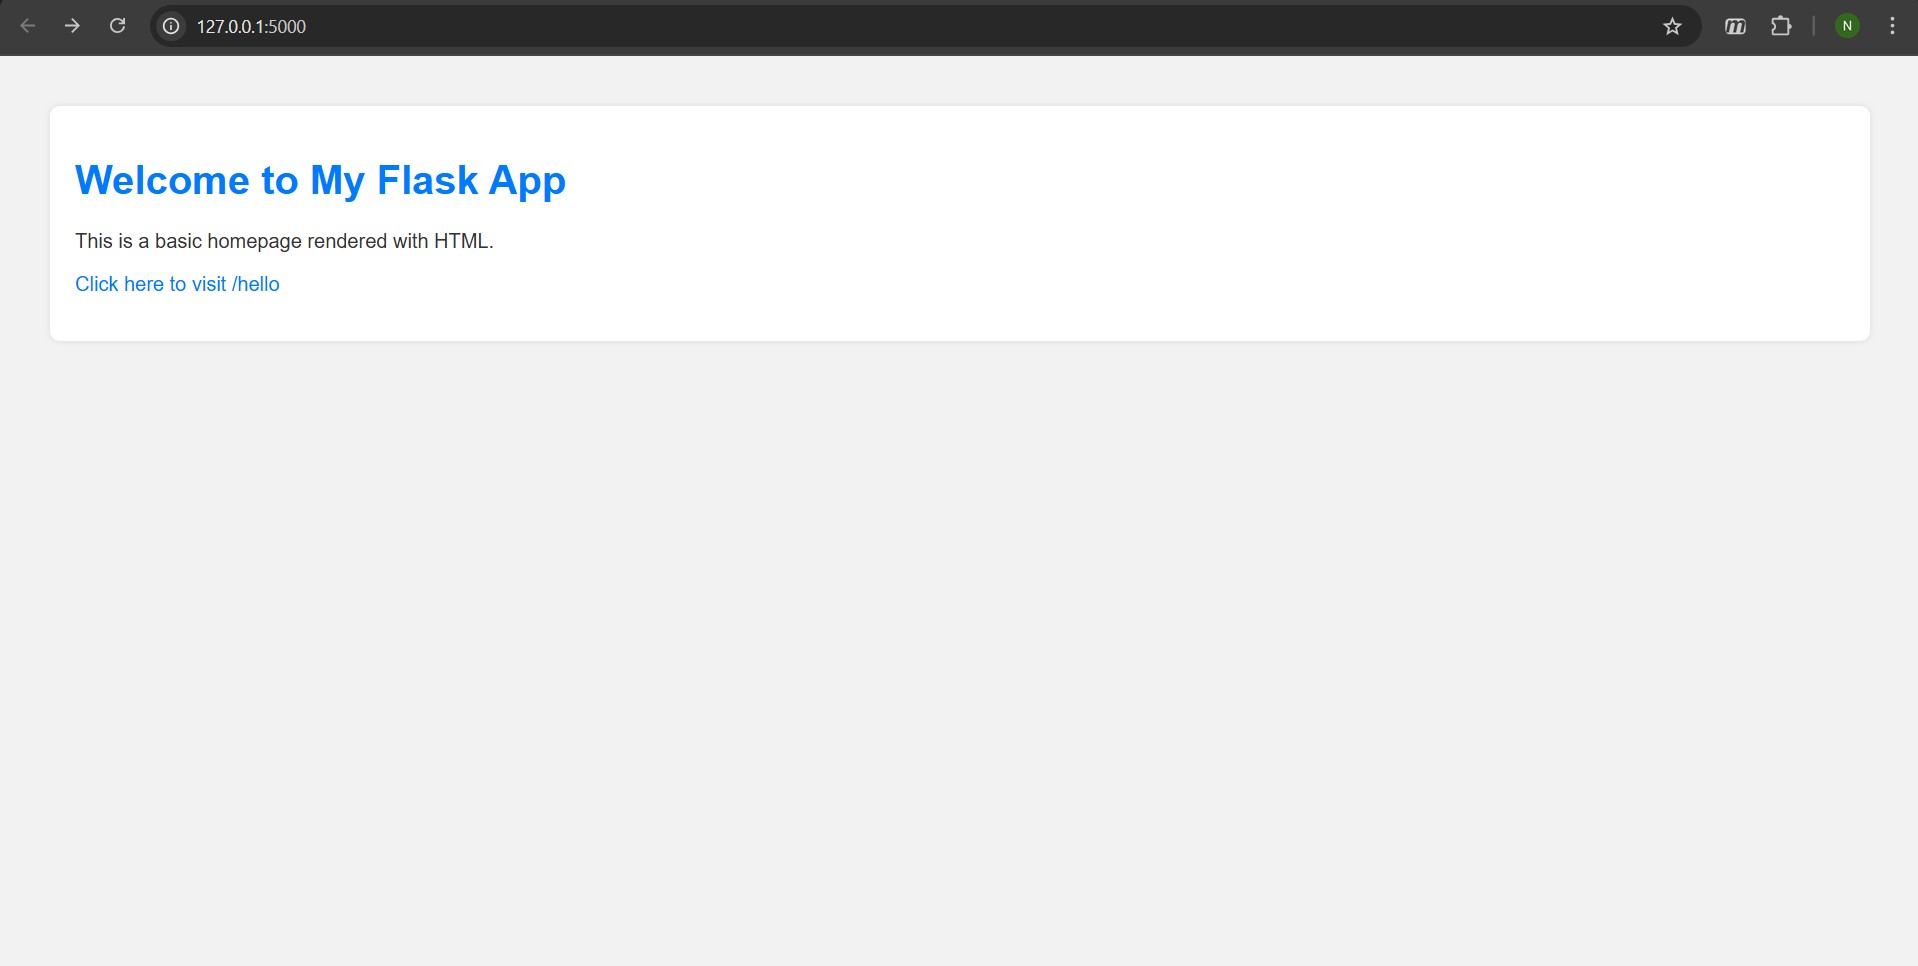 127.0.0.1:5000
N
Welcome to My Flask App
This is a basic homepage rendered with HTML.
Click here to visit /hello